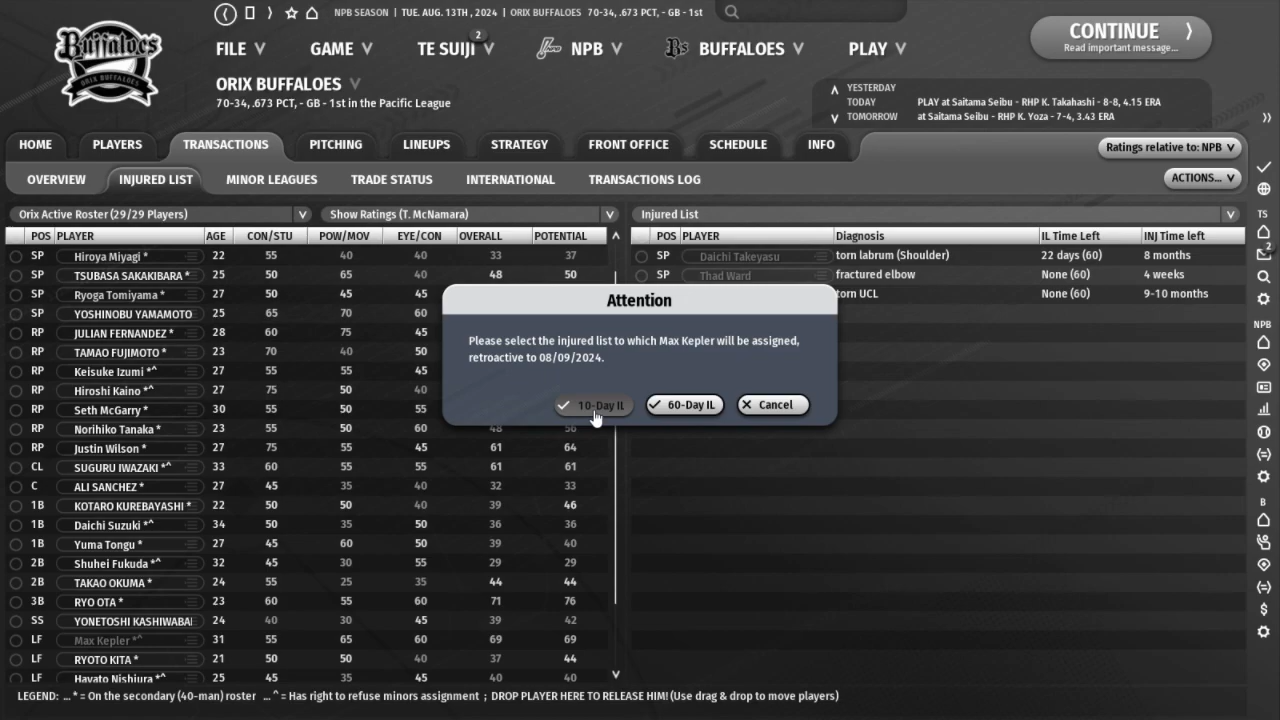 NPB SEASON | TUE. AUG. 13TH , 2024 | ORIX BUFFALOES 70-34, .673 PCT, - GB - 1st
Buffaloes
ORIX BUFFALOES
FILE GAME TE SUIJI 2 NPB Bs BUFFALOES PLAY
CONTINUE
Read important message...
ORIX BUFFALOES
70-34, .673 PCT, - GB - 1st in the Pacific League
YESTERDAY
TODAY PLAY at Saitama Seibu - RHP K. Takahashi - 8-8, 4.15 ERA
TOMORROW at Saitama Seibu - RHP K. Yoza - 7-4, 3.43 ERA
HOME PLAYERS TRANSACTIONS PITCHING LINEUPS STRATEGY FRONT OFFICE SCHEDULE INFO Ratings relative to: NPB
OVERVIEW INJURED LIST MINOR LEAGUES TRADE STATUS INTERNATIONAL TRANSACTIONS LOG ACTIONS...
Orix Active Roster (29/29 Players) Show Ratings (T. McNamara) Injured List
POS PLAYER AGE CON/STU POW/MOV EYE/CON OVERALL POTENTIAL POS PLAYER Diagnosis IL Time Left INJ Time left
SP Hiroya Miyagi * 22 55 40 40 33 37 SP Daichi Takeyasu torn labrum (Shoulder) 22 days (60) 8 months
SP TSUBASA SAKAKIBARA * 25 50 65 40 48 50 SP Thad Ward fractured elbow None (60) 4 weeks
SP Ryoga Tomiyama * 27 50 45 45 torn UCL None (60) 9-10 months
SP YOSHINOBU YAMAMOTO 25 65 70 60
RP JULIAN FERNANDEZ * 28 60 75 45
RP TAMAO FUJIMOTO * 23 70 40 50
RP Keisuke Izumi *^ 27 55 55 45
RP Hiroshi Kaino *^ 27 75 50 40
RP Seth McGarry * 30 55 50 55
RP Norihiko Tanaka * 23 55 50 60 48 56
RP Justin Wilson * 27 75 55 45 61 64
CL SUGURU IWAZAKI *^ 33 60 55 55 61 61
C ALI SANCHEZ * 27 45 35 40 32 33
1B KOTARO KUREBAYASHI * 22 50 50 40 39 46
1B Daichi Suzuki *^ 34 50 35 50 36 36
1B Yuma Tongu * 27 45 60 50 39 40
2B Shuhei Fukuda *^ 32 45 30 55 29 29
2B TAKAO OKUMA * 24 55 25 35 44 44
3B RYO OTA * 23 60 55 60 71 76
SS YONETOSHI KASHIWABAI 24 40 30 45 39 42
LF Max Kepler *^ 31 55 65 60 69 69
LF RYOTO KITA * 21 50 50 40 37 44
LF Hayato Nishiura *^ 25 45 35 45 40 40
Attention
Please select the injured list to which Max Kepler will be assigned,
retroactive to 08/09/2024.
10-Day IL 60-Day IL Cancel
TS
2
NPB
B
LEGEND: ... * = On the secondary (40-man) roster ... ^ = Has right to refuse minors assignment ; DROP PLAYER HERE TO RELEASE HIM! (Use drag & drop to move players)